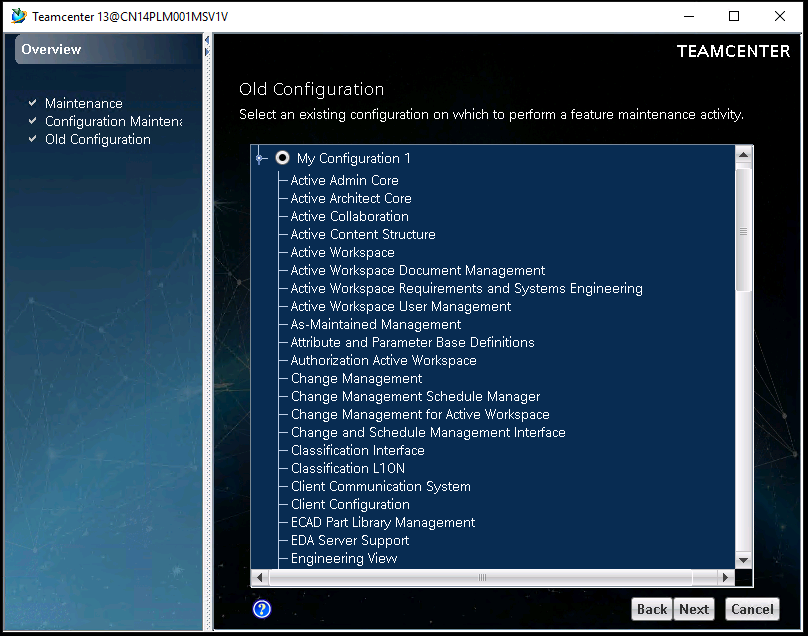 Teamcenter 13@CN14PLM001MSV1V
Overview
Maintenance
Configuration Mainten
Old Configuration
TEAMCENTER
Old Configuration
Select an existing configuration on which to perform a feature maintenance activity.
My Configuration 1
Active Admin Core
Active Architect Core
Active Collaboration
Active Content Structure
Active Workspace
Active Workspace Document Management
Active Workspace Requirements and Systems Engineering
Active Workspace User Management
As-Maintained Management
Attribute and Parameter Base Definitions
Authorization Active Workspace
Change Management
Change Management Schedule Manager
Change Management for Active Workspace
Change and Schedule Management Interface
Classification Interface
Classification L10N
Client Communication System
Client Configuration
ECAD Part Library Management
EDA Server Support
Engineering View
?
Back Next Cancel